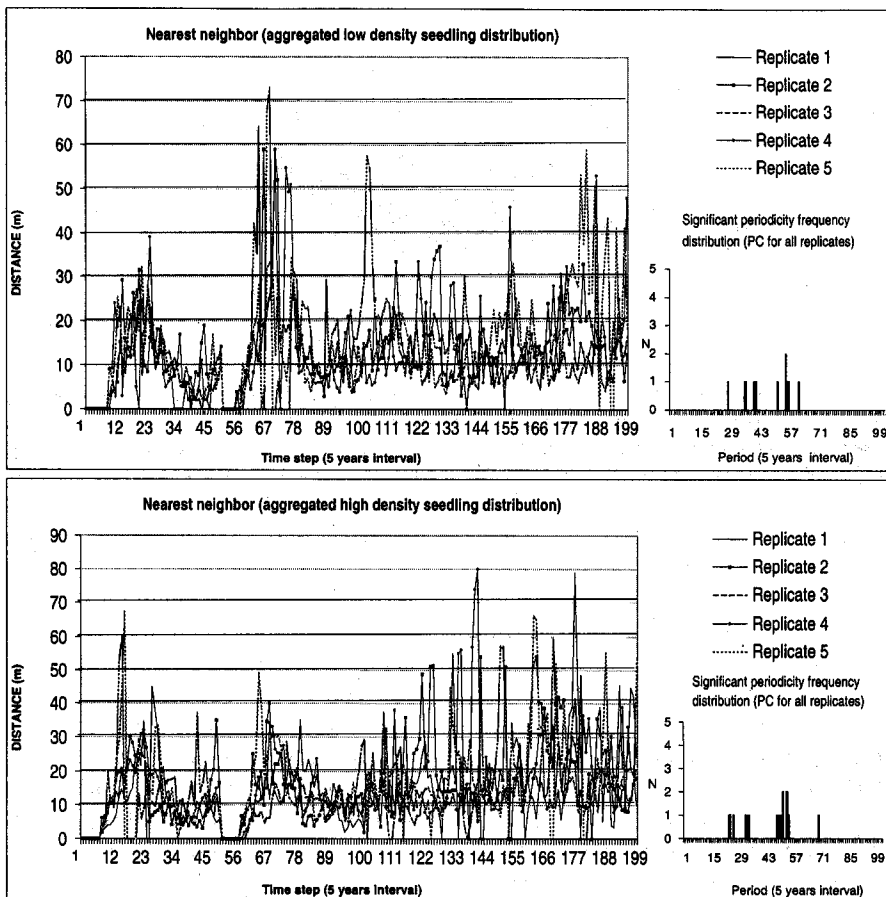 Nearest neighbor (aggregated low density seedling distribution)
80
70
60
50
40
30
20
10
0
DISTANCE (m)
1 12 23 34 45 56 67 78 89 100 111 122 133 144 155 166 177 188 199
Time step (5 years interval)
Replicate 1
Replicate 2
Replicate 3
Replicate 4
Replicate 5
Significant periodicity frequency
distribution (PC for all replicates)
5
4
3
2
1
0
N
1 15 29 43 57 71 85 99
Period (5 years interval)
Nearest neighbor (aggregated high density seedling distribution)
90
80
70
60
50
40
30
20
10
0
DISTANCE (m)
1 12 23 34 45 56 67 78 89 100 111 122 133 144 155 166 177 188 199
Time step (5 years interval)
Replicate 1
Replicate 2
Replicate 3
Replicate 4
Replicate 5
Significant periodicity frequency
distribution (PC for all replicates)
5
4
3
2
1
0
N
1 15 29 43 57 71 85 99
Period (5 years interval)